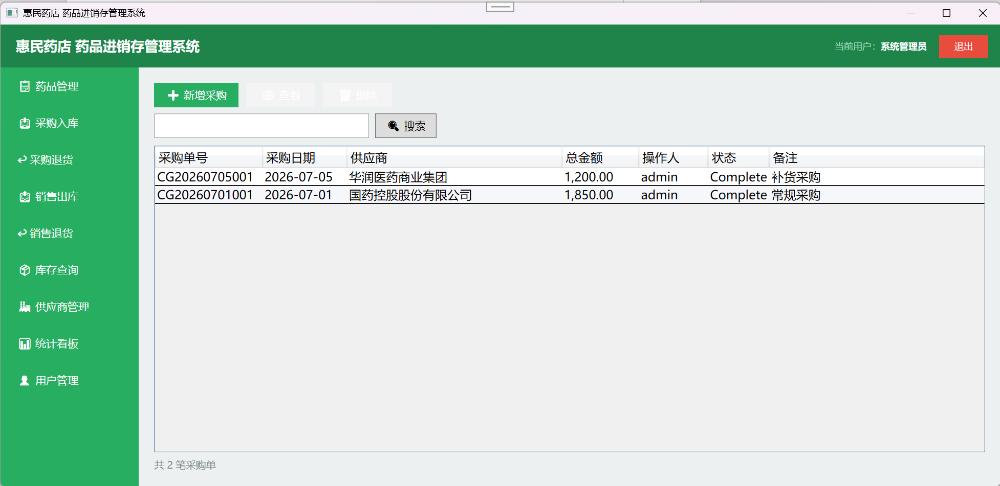 惠民药店 药品进销存管理系统
惠民药店 药品进销存管理系统
当前用户： 系统管理员 退出
药品管理
采购入库
采购退货
销售出库
销售退货
库存查询
供应商管理
统计看板
用户管理
新增采购 查看 删除
搜索
采购单号 采购日期 供应商 总金额 操作人 状态 备注
CG20260705001 2026-07-05 华润医药商业集团 1,200.00 admin Complete 补货采购
CG20260701001 2026-07-01 国药控股股份有限公司 1,850.00 admin Complete 常规采购
共 2 笔采购单